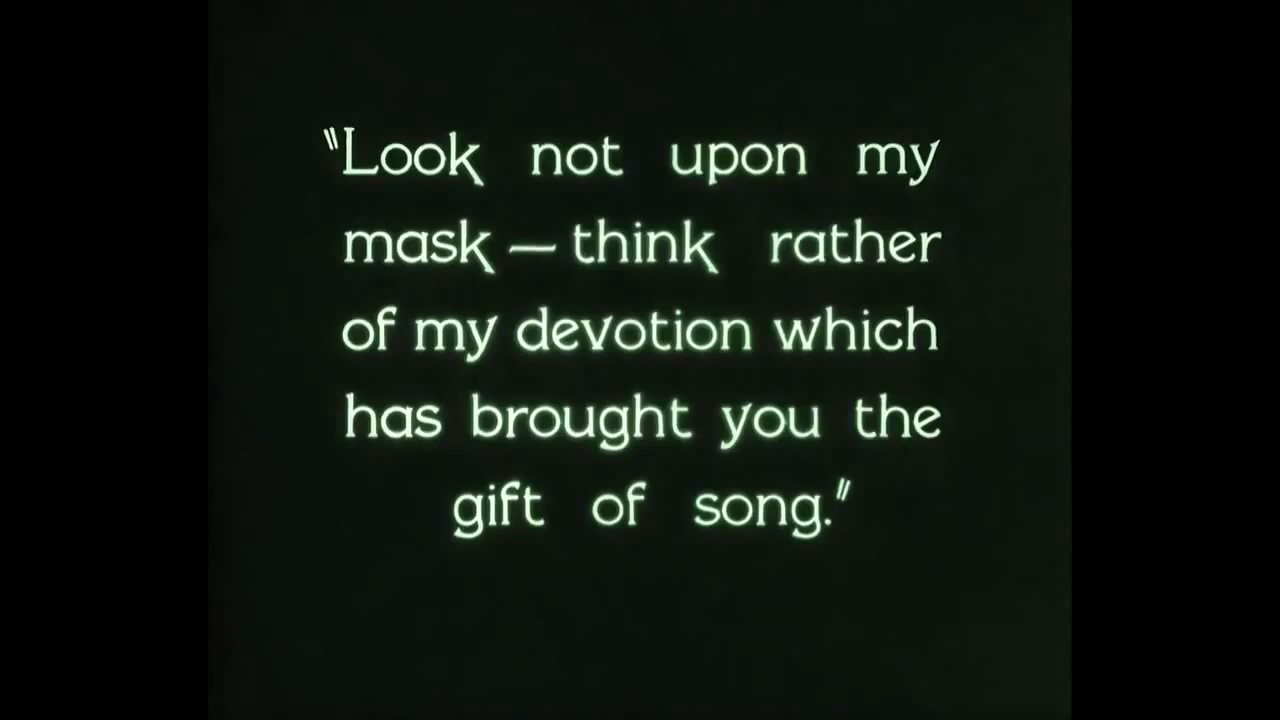 "Look not upon my
mask — think rather
of my devotion which
has brought you the
gift of song."